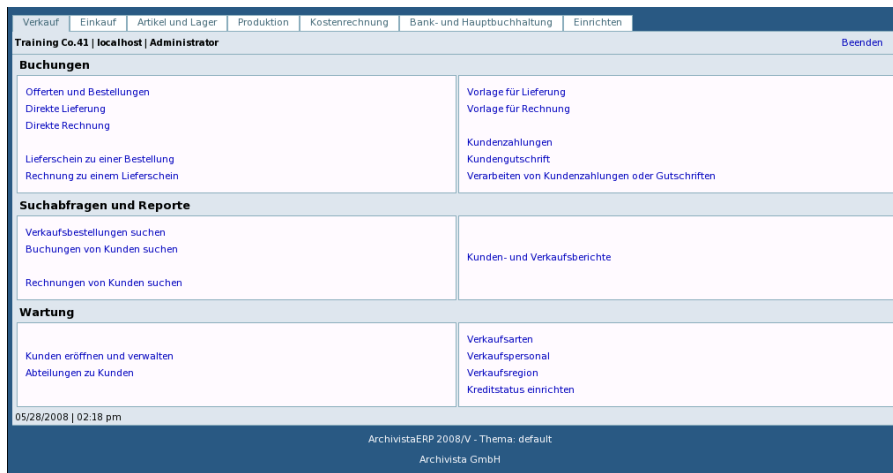 Verkauf Einkauf Artikel und Lager Produktion Kostenrechnung Bank- und Hauptbuchhaltung Einrichten
Training Co.41 | localhost | Administrator Beenden
Buchungen
Offerten und Bestellungen
Direkte Lieferung
Direkte Rechnung
Lieferschein zu einer Bestellung
Rechnung zu einem Lieferschein
Vorlage für Lieferung
Vorlage für Rechnung
Kundenzahlungen
Kundengutschrift
Verarbeiten von Kundenzahlungen oder Gutschriften
Suchabfragen und Reporte
Verkaufsbestellungen suchen
Buchungen von Kunden suchen
Rechnungen von Kunden suchen
Kunden- und Verkaufsberichte
Wartung
Kunden eröffnen und verwalten
Abteilungen zu Kunden
Verkaufsarten
Verkaufspersonal
Verkaufsregion
Kreditstatus einrichten
05/28/2008 | 02:18 pm
ArchivistaERP 2008/V - Thema: default
Archivista GmbH